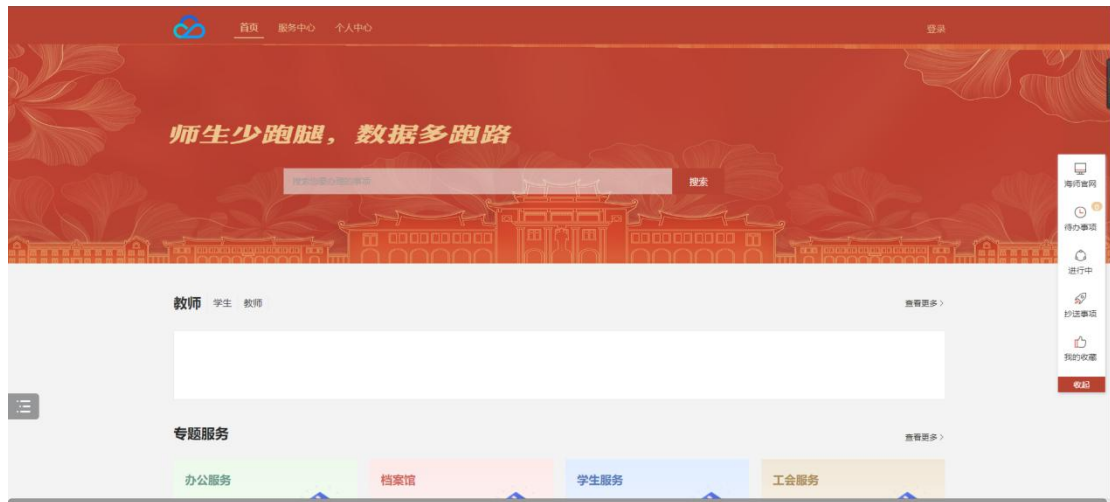 首页 服务中心 个人中心 登录
师生少跑腿，数据多跑路
搜索
海师官网
0
待办事项
进行中
抄送事项
我的收藏
收起
教师 学生 教师 查看更多 >
专题服务 查看更多 >
办公服务 档案馆 学生服务 工会服务